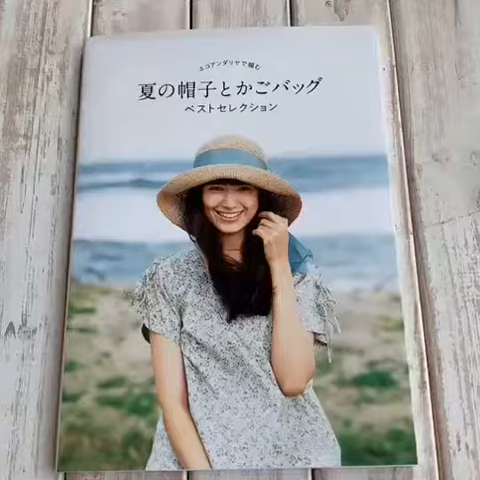 エコアンダリヤで編む
夏の帽子とかごバッグ
ベストセレクション